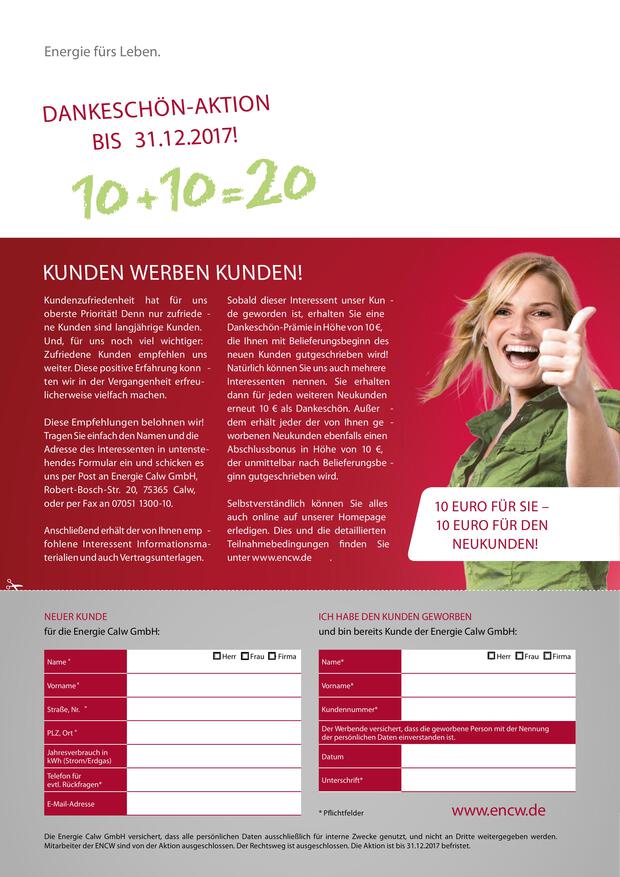 Energie fürs Leben.
DANKESCHÖN-AKTION
BIS 31.12.2017!
10+10=20
KUNDEN WERBEN KUNDEN!
Kundenzufriedenheit hat für uns
oberste Priorität! Denn nur zufriede -
ne Kunden sind langjährige Kunden.
Und, für uns noch viel wichtiger:
Zufriedene Kunden empfehlen uns
weiter. Diese positive Erfahrung konn -
ten wir in der Vergangenheit erfreu-
licherweise vielfach machen.
Diese Empfehlungen belohnen wir!
Tragen Sie einfach den Namen und die
Adresse des Interessenten in untenste-
hendes Formular ein und schicken es
uns per Post an Energie Calw GmbH,
Robert-Bosch-Str. 20, 75365 Calw,
oder per Fax an 07051 1300-10.
Anschließend erhält der von Ihnen emp -
fohlene Interessent Informationsma-
terialien und auch Vertragsunterlagen.
Sobald dieser Interessent unser Kun -
de geworden ist, erhalten Sie eine
Dankeschön-Prämie in Höhe von 10 €,
die Ihnen mit Belieferungsbeginn des
neuen Kunden gutgeschrieben wird!
Natürlich können Sie uns auch mehrere
Interessenten nennen. Sie erhalten
dann für jeden weiteren Neukunden
erneut 10 € als Dankeschön. Außer -
dem erhält jeder der von Ihnen ge -
worbenen Neukunden ebenfalls einen
Abschlussbonus in Höhe von 10 €,
der unmittelbar nach Belieferungsbe -
ginn gutgeschrieben wird.
Selbstverständlich können Sie alles
auch online auf unserer Homepage
erledigen. Dies und die detaillierten
Teilnahmebedingungen finden Sie
unter www.encw.de .
10 EURO FÜR SIE –
10 EURO FÜR DEN
NEUKUNDEN!
NEUER KUNDE
für die Energie Calw GmbH:
Name *
Herr Frau Firma
Vorname *
Straße, Nr. *
PLZ, Ort *
Jahresverbrauch in
kWh (Strom/Erdgas)
Telefon für
evtl. Rückfragen*
E-Mail-Adresse
ICH HABE DEN KUNDEN GEWORBEN
und bin bereits Kunde der Energie Calw GmbH:
Name*
Herr Frau Firma
Vorname*
Kundennummer*
Der Werbende versichert, dass die geworbene Person mit der Nennung
der persönlichen Daten einverstanden ist.
Datum
Unterschrift*
* Pflichtfelder
www.encw.de
Die Energie Calw GmbH versichert, dass alle persönlichen Daten ausschließlich für interne Zwecke genutzt, und nicht an Dritte weitergegeben werden.
Mitarbeiter der ENCW sind von der Aktion ausgeschlossen. Der Rechtsweg ist ausgeschlossen. Die Aktion ist bis 31.12.2017 befristet.